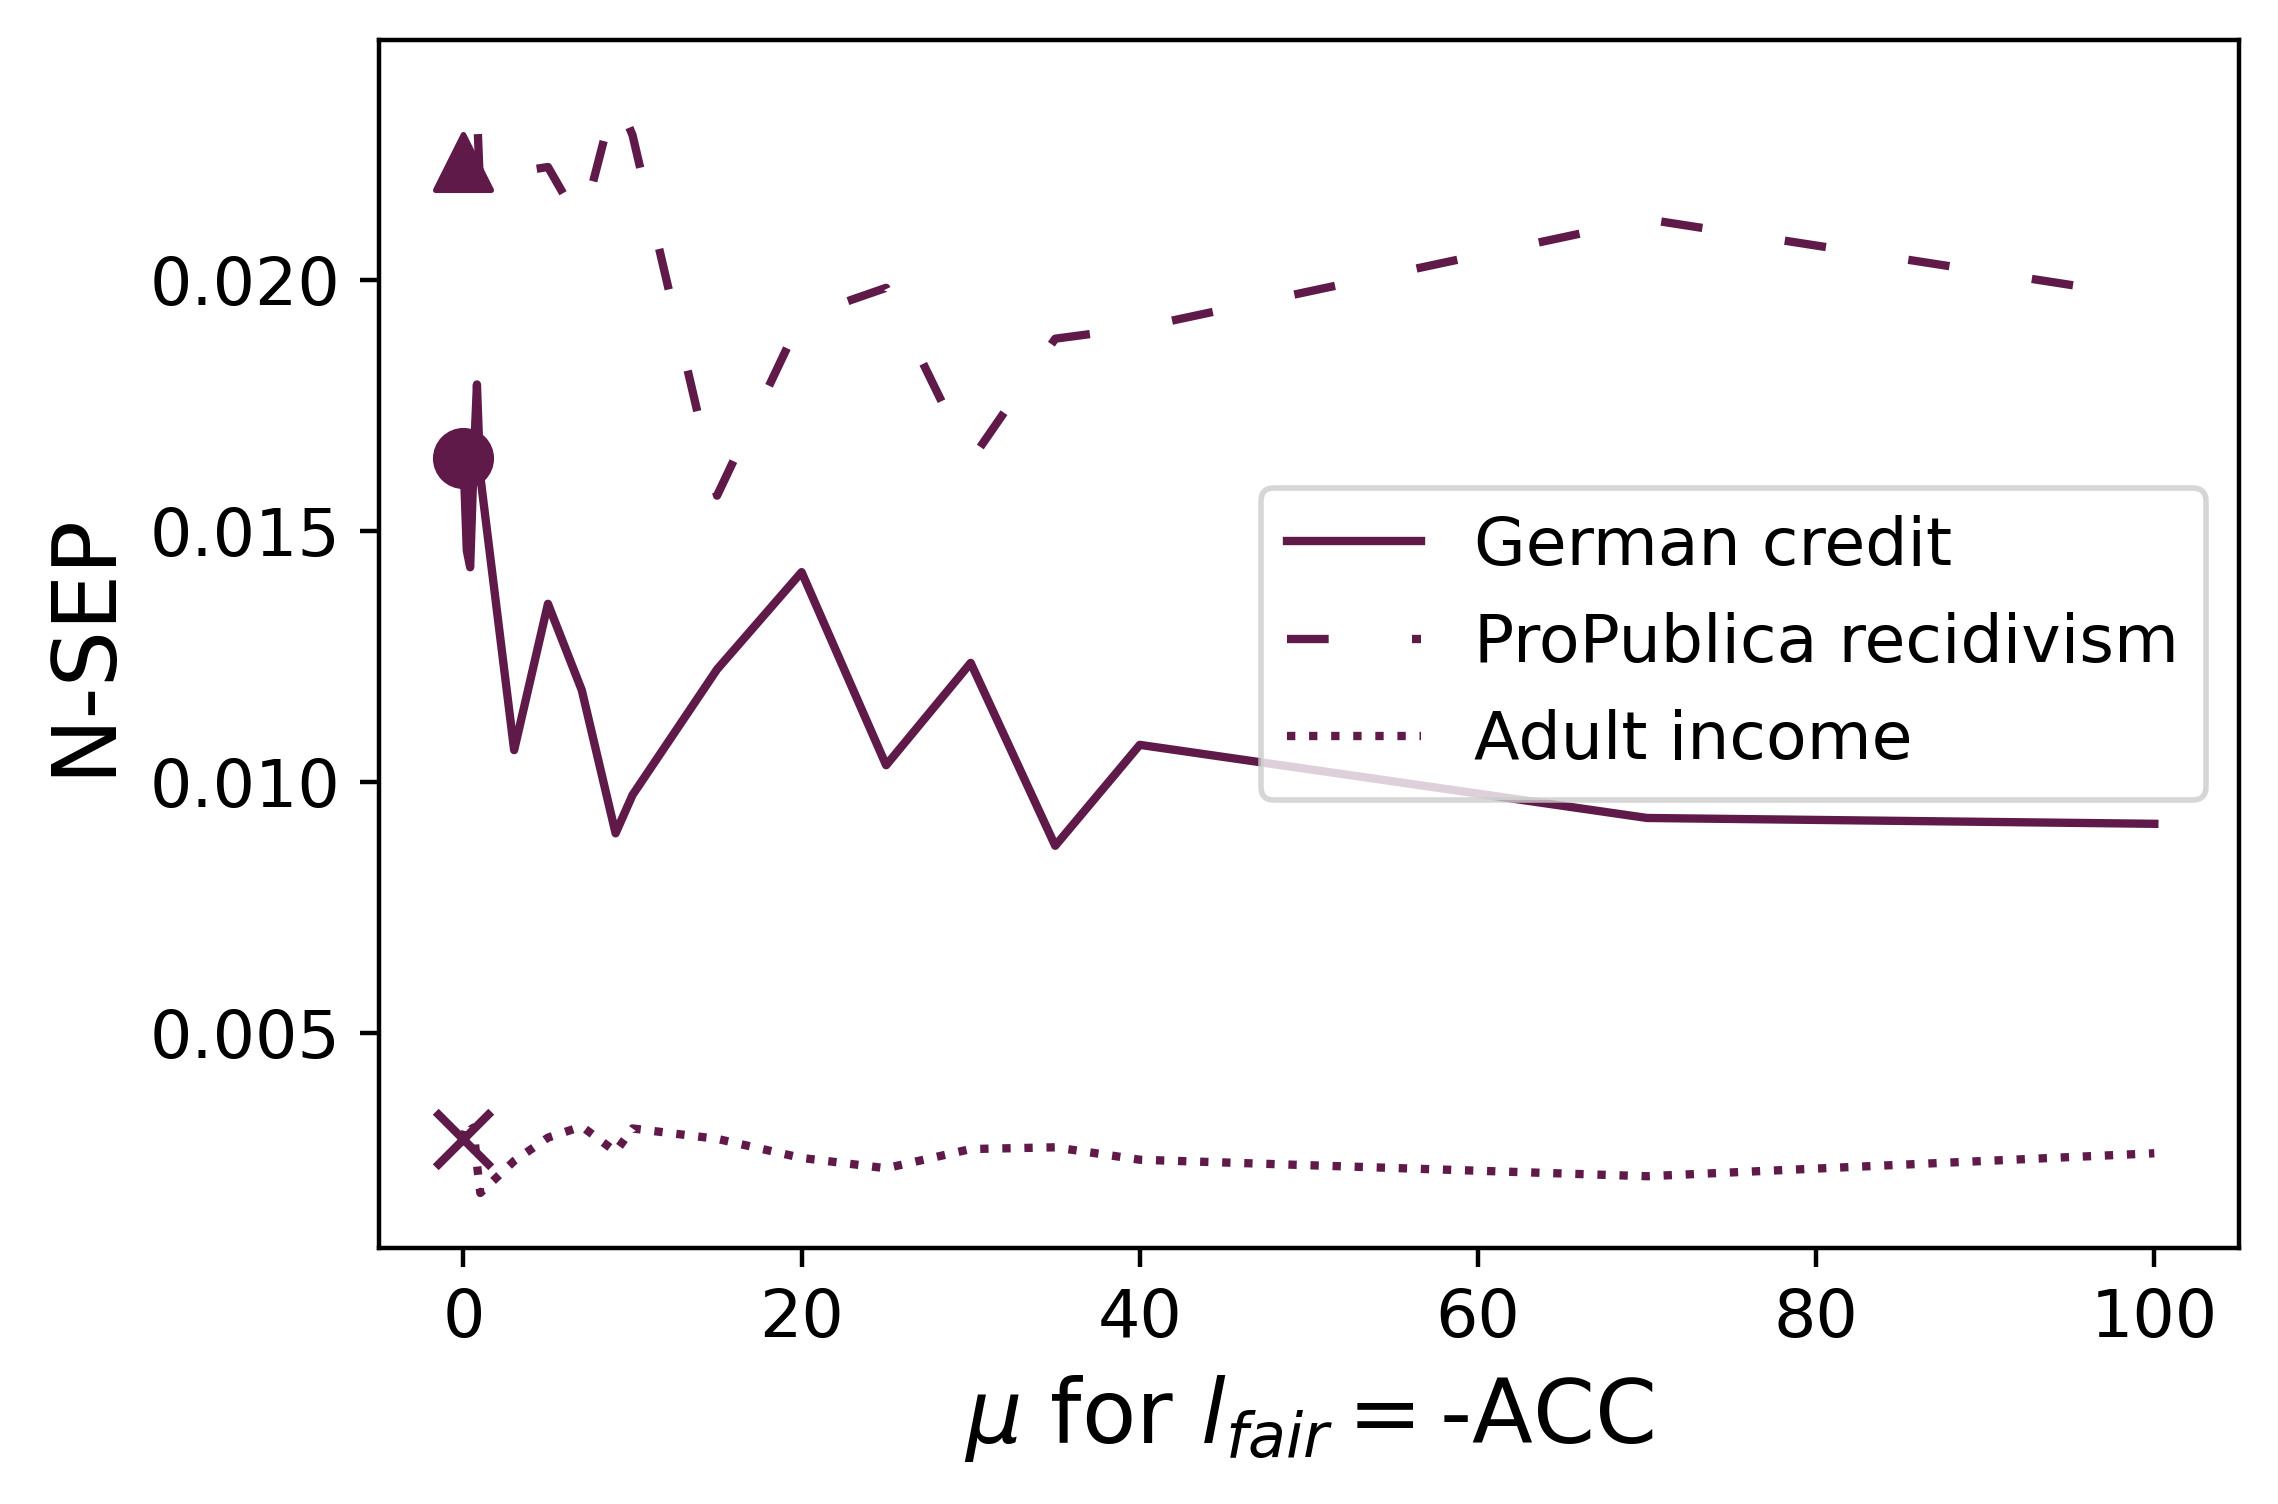 N-SEP
0.020
0.015
0.010
0.005
German credit
ProPublica recidivism
Adult income
0 20 40 60 80 100
μ for l_fair = -ACC